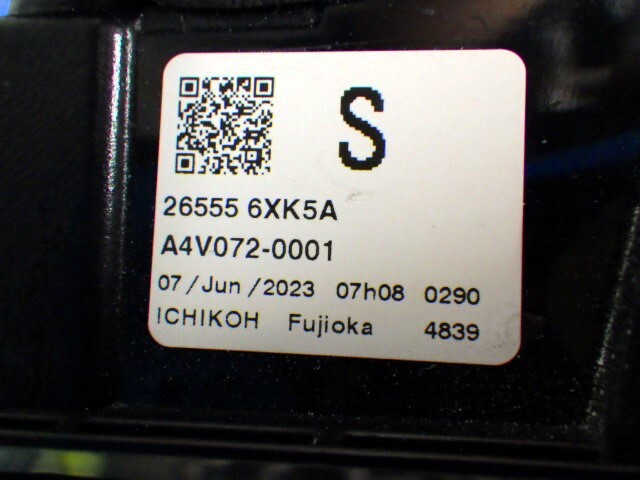 S
26555 6XK5A
A4V072-0001
07/Jun/2023 07h08 0290
ICHIKOH Fujioka 4839